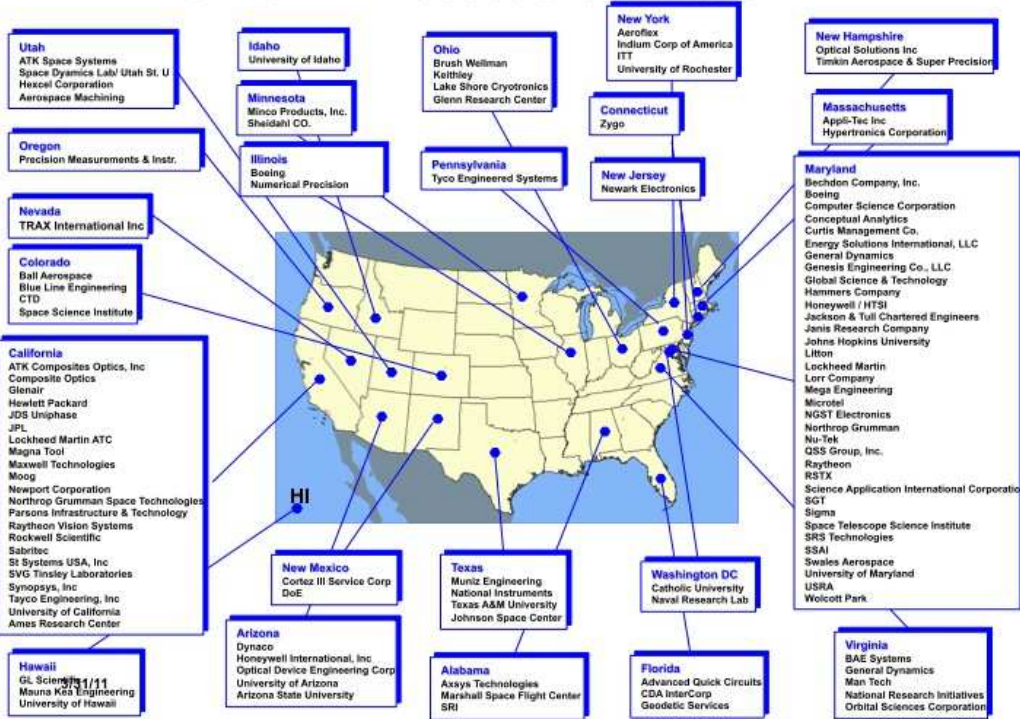 Utah
ATK Space Systems
Space Dyamics Lab/ Utah St. U
Hexcel Corporation
Aerospace Machining
Idaho
University of Idaho
Minnesota
Minco Products, Inc.
Sheidahl CO.
Ohio
Brush Wellman
Keithley
Lake Shore Cryotronics
Glenn Research Center
New York
Aeroflex
Indium Corp of America
ITT
University of Rochester
New Hampshire
Optical Solutions Inc
Timkin Aerospace & Super Precision
Connecticut
Zygo
Massachusetts
Appli-Tec Inc
Hypertronics Corporation
Oregon
Precision Measurements & Instr.
Illinois
Boeing
Numerical Precision
Pennsylvania
Tyco Engineered Systems
New Jersey
Newark Electronics
Maryland
Bechdon Company, Inc.
Boeing
Computer Science Corporation
Conceptual Analytics
Curtis Management Co.
Energy Solutions International, LLC
General Dynamics
Genesis Engineering Co., LLC
Global Science & Technology
Hammers Company
Honeywell / HTSI
Jackson & Tull Chartered Engineers
Janis Research Company
Johns Hopkins University
Litton
Lockheed Martin
Lorr Company
Mega Engineering
Microtel
NGST Electronics
Northrop Grumman
Nu-Tek
QSS Group, Inc.
Raytheon
RSTX
Science Application International Corporatio
SGT
Sigma
Space Telescope Science Institute
SRS Technologies
SSAI
Swales Aerospace
University of Maryland
USRA
Wolcott Park
Nevada
TRAX International Inc
Colorado
Ball Aerospace
Blue Line Engineering
CTD
Space Science Institute
California
ATK Composites Optics, Inc
Composite Optics
Glenair
Hewlett Packard
JDS Uniphase
JPL
Lockheed Martin ATC
Magna Tool
Maxwell Technologies
Moog
Newport Corporation
Northrop Grumman Space Technologies
Parsons Infrastructure & Technology
Raytheon Vision Systems
Rockwell Scientific
Sabritec
St Systems USA, Inc
SVG Tinsley Laboratories
Synopsys, Inc
Tayco Engineering, Inc
University of California
Ames Research Center
HI
New Mexico
Cortez III Service Corp
DoE
Texas
Muniz Engineering
National Instruments
Texas A&M University
Johnson Space Center
Washington DC
Catholic University
Naval Research Lab
Arizona
Dynaco
Honeywell International, Inc
Optical Device Engineering Corp
University of Arizona
Arizona State University
Hawaii
GL
3/31/11
Mauna Kea Engineering
University of Hawaii
Alabama
Axsys Technologies
Marshall Space Flight Center
SRI
Florida
Advanced Quick Circuits
CDA InterCorp
Geodetic Services
Virginia
BAE Systems
General Dynamics
Man Tech
National Research Initiatives
Orbital Sciences Corporation